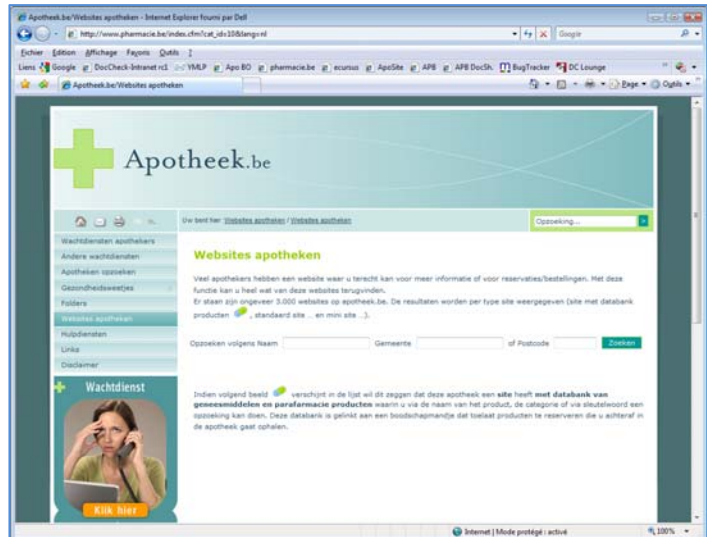 Apotheek.be/Websites apotheken - Internet Explorer fourni par Dell
http://www.pharmacie.be/index.cfm?cat_id=10&lang=nl
Google
Fichier Edition Affichage Favoris Outils ?
Liens Google DocCheck-Intranet rc1 YMLP Apo BO pharmacie.be ecursus ApoSite APB APB DocSh. BugTracker DC Lounge
Apotheek.be/Websites apotheken
Page Outils
Apotheek.be
Uw bent hier: Websites apotheken / Websites apotheken
Opzoeking...
Wachtdiensten apothekers
Andere wachtdiensten
Apotheken opzoeken
Gezondheidsweetjes
Folders
Websites apotheken
Hulpdiensten
Links
Disclaimer
Websites apotheken
Veel apothekers hebben een website waar u terecht kan voor meer informatie of voor reservaties/bestellingen. Met deze
functie kan u heel wat van deze websites terugvinden.
Er staan zijn ongeveer 3.000 websites op apotheek.be. De resultaten worden per type site weergegeven (site met databank
producten , standaard site .. en mini site ..).
Opzoeken volgens Naam Gemeente of Postcode Zoeken
Indien volgend beeld verschijnt in de lijst wil dit zeggen dat deze apotheek een site heeft met databank van
geneesmiddelen en parafarmacie producten waarin u via de naam van het product, de categorie of via sleutelwoord een
opzoeking kan doen. Deze databank is gelinkt aan een boodschapmandje dat toelaat producten te reserveren die u achteraf in
de apotheek gaat ophalen.
Wachtdienst
Klik hier
Internet | Mode protégé : activé
100%